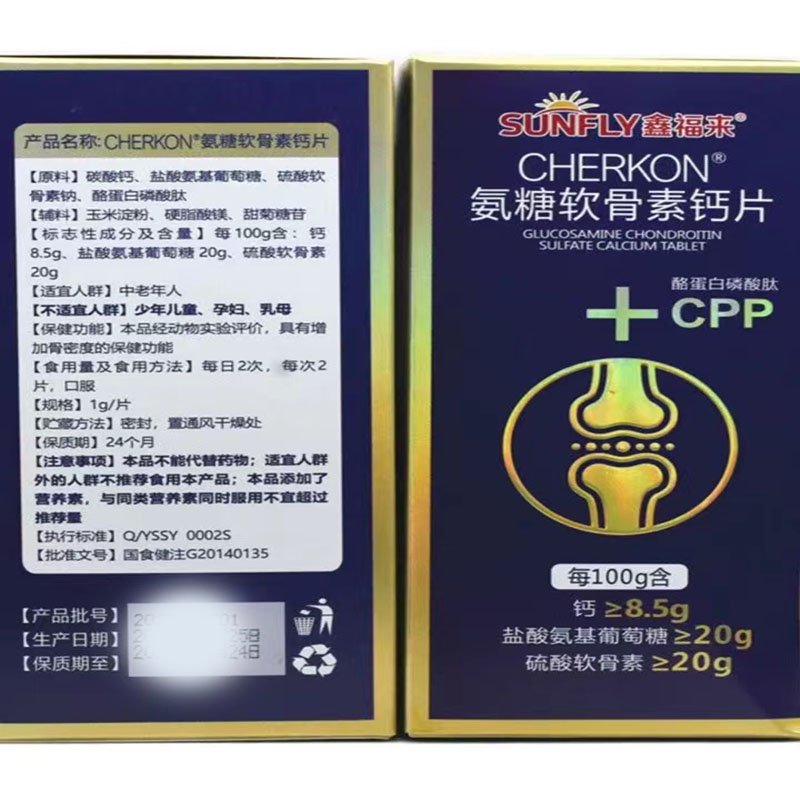 产品名称: CHERKON®氨糖软骨素钙片
【原料】碳酸钙、盐酸氨基葡萄糖、硫酸软
骨素钠、酪蛋白磷酸肽
【辅料】玉米淀粉、硬脂酸镁、甜菊糖苷
【标志性成分及含量】每100g含：钙
8.5g、盐酸氨基葡萄糖 20g、硫酸软骨素
20g
【适宜人群】中老年人
【不适宜人群】少年儿童、孕妇、乳母
【保健功能】本品经动物实验评价，具有增
加骨密度的保健功能
【食用量及食用方法】每日2次，每次2
片，口服
【规格】1g/片
【贮藏方法】密封，置通风干燥处
【保质期】24个月
【注意事项】本品不能代替药物；适宜人群
外的人群不推荐食用本产品；本品添加了
营养素，与同类营养素同时服用不宜超过
推荐量
【执行标准】Q/YSSY 0002S
【批准文号】国食健注G20140135
【产品批号】
【生产日期】
【保质期至】
SUNFLY鑫福来®
CHERKON®
氨糖软骨素钙片
GLUCOSAMINE CHONDROITIN
SULFATE CALCIUM TABLET
酪蛋白磷酸肽
+CPP
每100g含
钙 ≥8.5g
盐酸氨基葡萄糖 ≥20g
硫酸软骨素 ≥20g